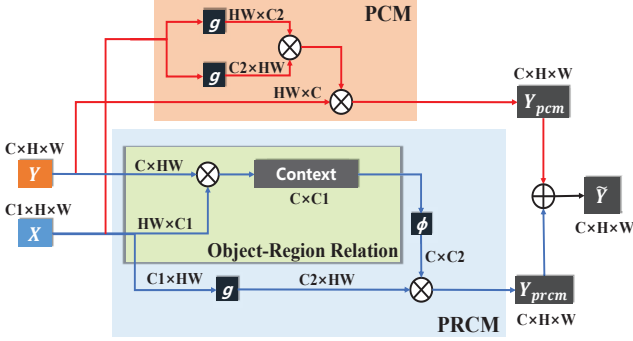 PCM
g
HW×C2
g
C2×HW
HW×C
C×H×W
Y_pcm
C×H×W
Y
C×HW
Context
C×C1
C1×H×W
X
HW×C1
ϕ
Ỹ
C×H×W
Object-Region Relation
C×C2
C1×HW
g
C2×HW
Y_prcm
C×H×W
PRCM